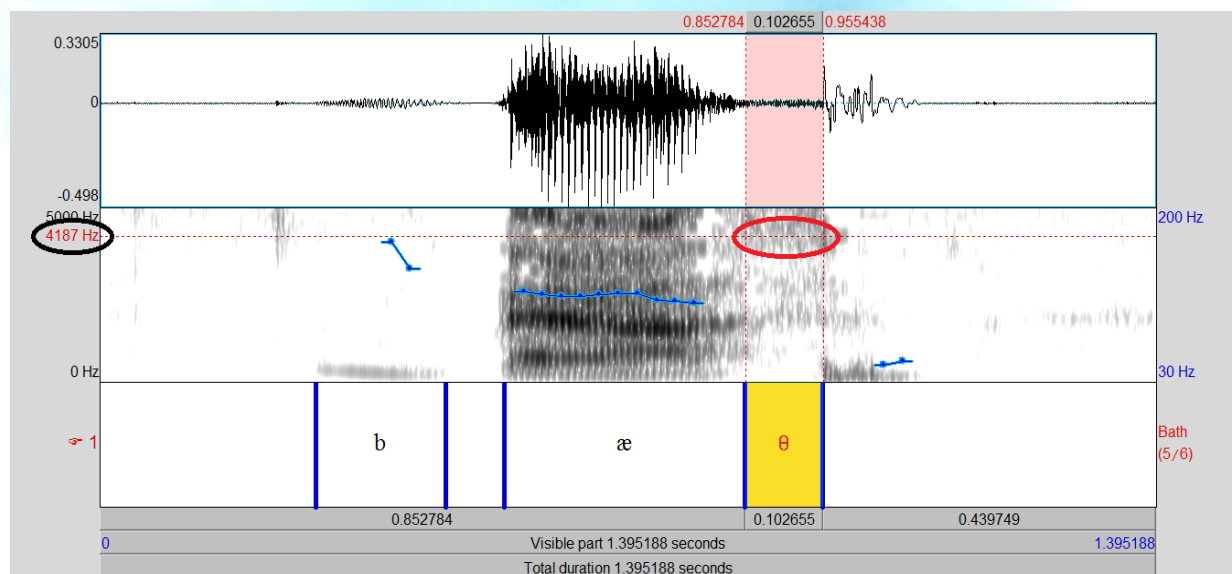 0.852784 0.102655 0.955438
0.3305
0
-0.498
5000 Hz 200 Hz
4187 Hz
0 Hz 30 Hz
☞ 1 b æ θ Bath
(5/6)
0.852784 0.102655 0.439749
0 Visible part 1.395188 seconds 1.395188
Total duration 1.395188 seconds